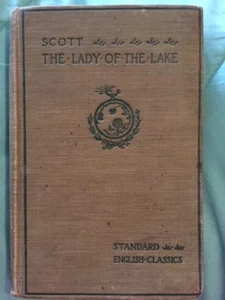 SCOTT
THE·LADY·OF·THE·LAKE
STANDARD
ENGLISH·CLASSICS